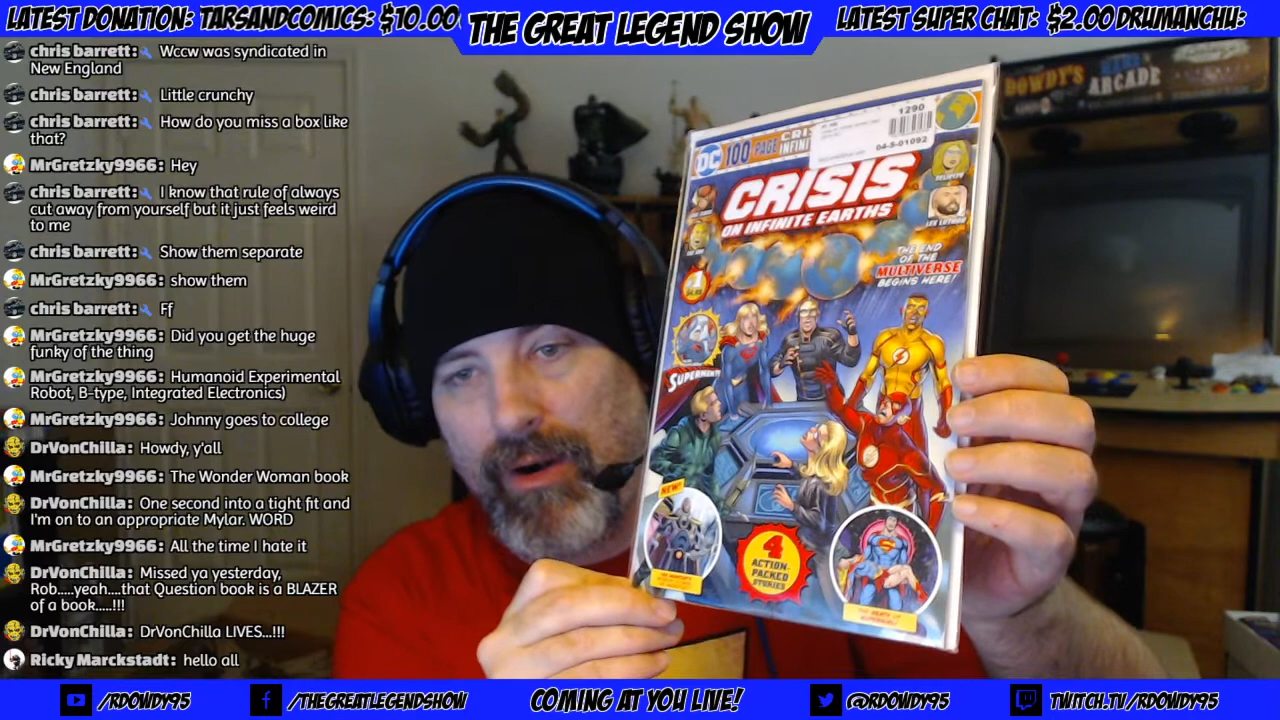 LATEST DONATION: TARSANDCOMICS: $10.00
THE GREAT LEGEND SHOW
LATEST SUPER CHAT: $2.00 DRUMANCHU:
chris barrett: Wccw was syndicated in
New England
chris barrett: Little crunchy
chris barrett: How do you miss a box like
that?
MrGretzky9966: Hey
chris barrett: I know that rule of always
cut away from yourself but it just feels weird
to me
chris barrett: Show them separate
MrGretzky9966: show them
chris barrett: Ff
MrGretzky9966: Did you get the huge
funky of the thing
MrGretzky9966: Humanoid Experimental
Robot, B-type, Integrated Electronics)
MrGretzky9966: Johnny goes to college
DrVonChilla: Howdy, y'all
MrGretzky9966: The Wonder Woman book
DrVonChilla: One second into a tight fit and
I'm on to an appropriate Mylar. WORD
MrGretzky9966: All the time I hate it
DrVonChilla: Missed ya yesterday,
Rob.....yeah....that Question book is a BLAZER
of a book.....!!!
DrVonChilla: DrVonChilla LIVES...!!!
Ricky Marckstadt: hello all
DOWDY'S
ARCADE
1290
04-5-01092
DC
100 PAGE
CRISIS
ON INFINITE EARTHS
THE END
OF THE
MULTIVERSE
BEGINS HERE!
NEW!
4
ACTION-
PACKED
STORIES
/RDOWDY95
/THEGREATLEGENDSHOW
COMING AT YOU LIVE!
@RDOWDY95
TWITCH.TV/RDOWDY95